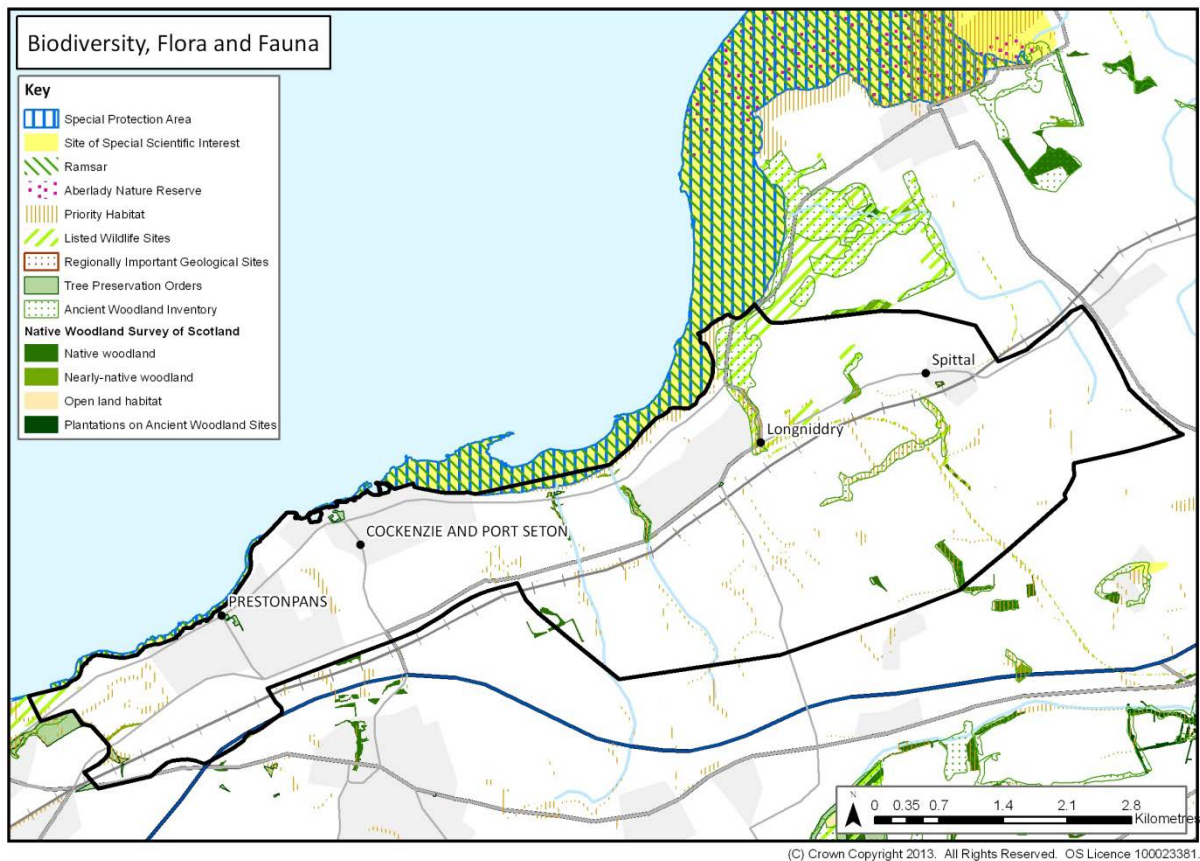 Biodiversity, Flora and Fauna
Key
Special Protection Area
Site of Special Scientific Interest
Ramsar
Aberlady Nature Reserve
Priority Habitat
Listed Wildlife Sites
Regionally Important Geological Sites
Tree Preservation Orders
Ancient Woodland Inventory
Native Woodland Survey of Scotland
Native woodland
Nearly-native woodland
Open land habitat
Plantations on Ancient Woodland Sites
Spittal
Longniddry
COCKENZIE AND PORT SETON
PRESTONPANS
N
0 0.35 0.7 1.4 2.1 2.8
Kilometres
(C) Crown Copyright 2013. All Rights Reserved. OS Licence 100023381.